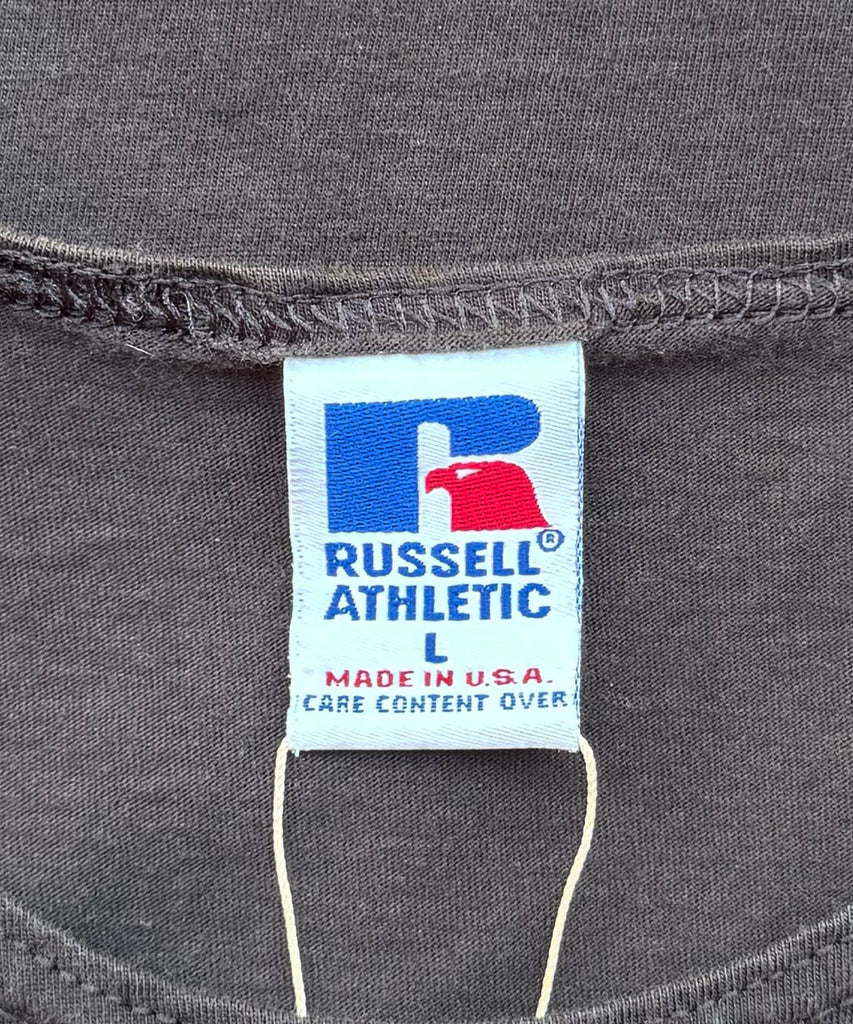 RUSSELL®
ATHLETIC
L
MADE IN U.S.A.
CARE CONTENT OVER